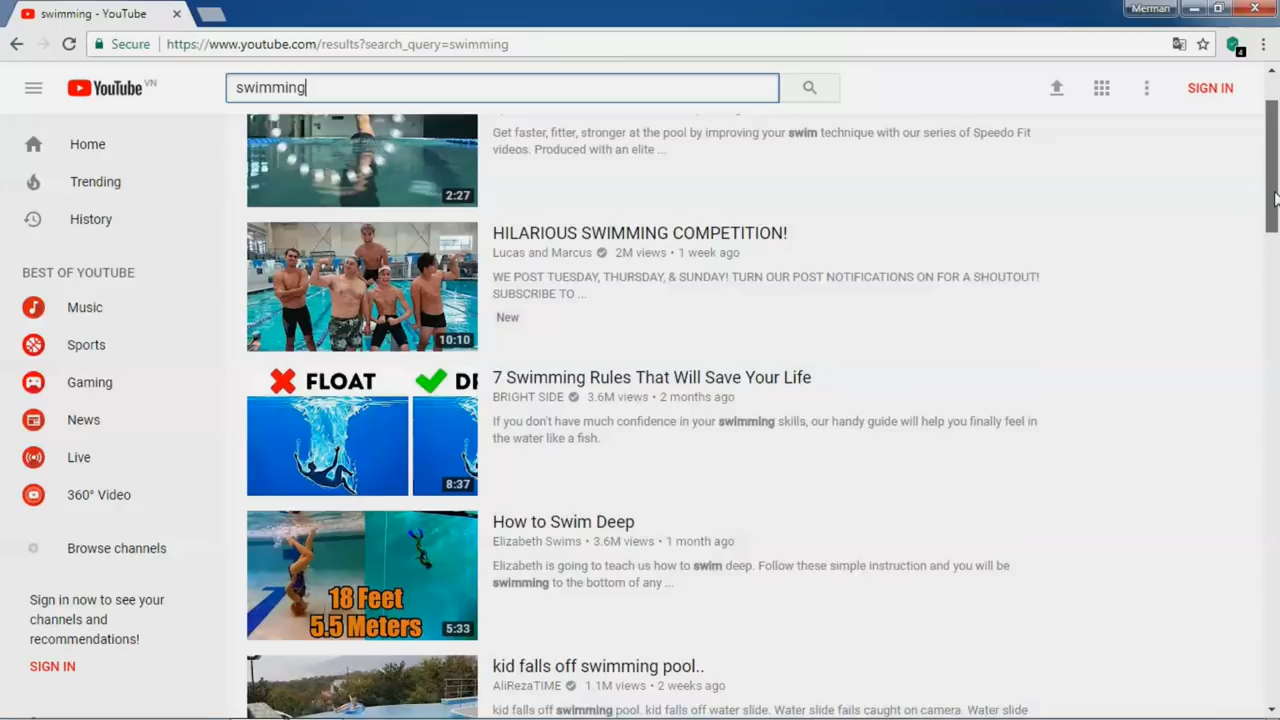 swimming - YouTube
Merman
Secure
https://www.youtube.com/results?search_query=swimming
4
YouTube VN
swimming
SIGN IN
Home
Trending
History
BEST OF YOUTUBE
Music
Sports
Gaming
News
Live
360° Video
Browse channels
Sign in now to see your
channels and
recommendations!
SIGN IN
Get faster, fitter, stronger at the pool by improving your swim technique with our series of Speedo Fit
videos. Produced with an elite ...
2:27
HILARIOUS SWIMMING COMPETITION!
Lucas and Marcus 2M views • 1 week ago
WE POST TUESDAY, THURSDAY, & SUNDAY! TURN OUR POST NOTIFICATIONS ON FOR A SHOUTOUT!
SUBSCRIBE TO ...
New
10:10
FLOAT
7 Swimming Rules That Will Save Your Life
BRIGHT SIDE 3.6M views • 2 months ago
If you don't have much confidence in your swimming skills, our handy guide will help you finally feel in
the water like a fish.
8:37
How to Swim Deep
Elizabeth Swims • 3.6M views • 1 month ago
Elizabeth is going to teach us how to swim deep. Follow these simple instruction and you will be
swimming to the bottom of any ...
18 Feet
5.5 Meters
5:33
kid falls off swimming pool..
AliRezaTIME 1.1M views • 2 weeks ago
kid falls off swimming pool. kid falls off water slide. Water slide fails caught on camera. Water slide